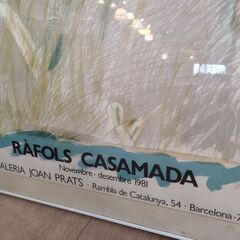 RÀFOLS CASAMADA
Novembre - desembre 1981
ALERIA JOAN PRATS · Rambla de Catalunya, 54 · Barcelona-7